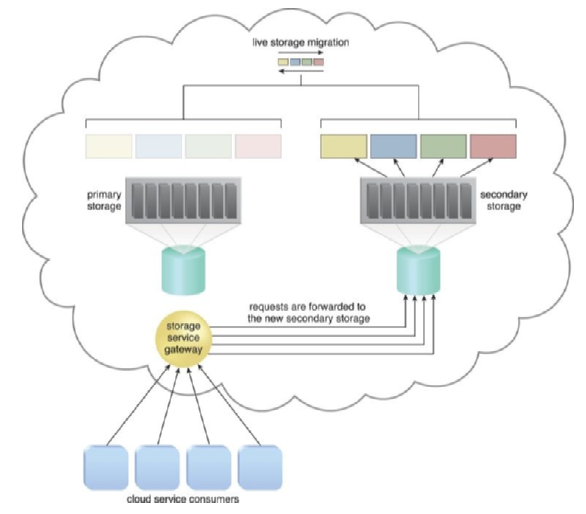 live storage migration
primary
storage
secondary
storage
requests are forwarded to
the new secondary storage
storage
service
gateway
cloud service consumers